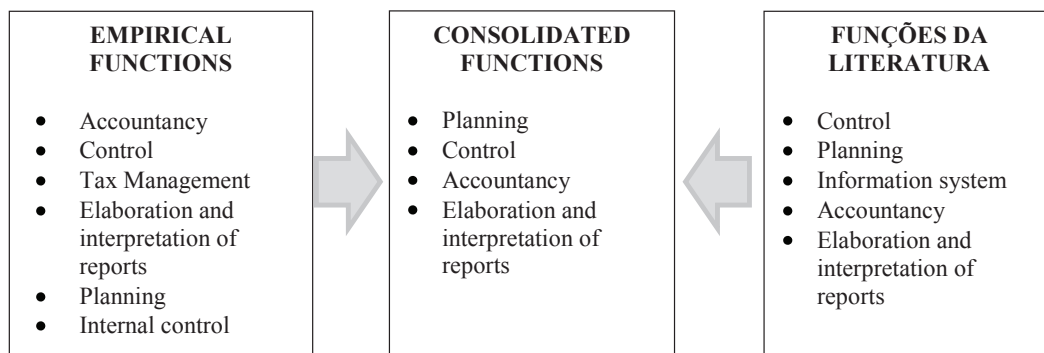 EMPIRICAL
FUNCTIONS
• Accountancy
• Control
• Tax Management
• Elaboration and
interpretation of
reports
• Planning
• Internal control
CONSOLIDATED
FUNCTIONS
• Planning
• Control
• Accountancy
• Elaboration and
interpretation of
reports
FUNÇÕES DA
LITERATURA
• Control
• Planning
• Information system
• Accountancy
• Elaboration and
interpretation of
reports